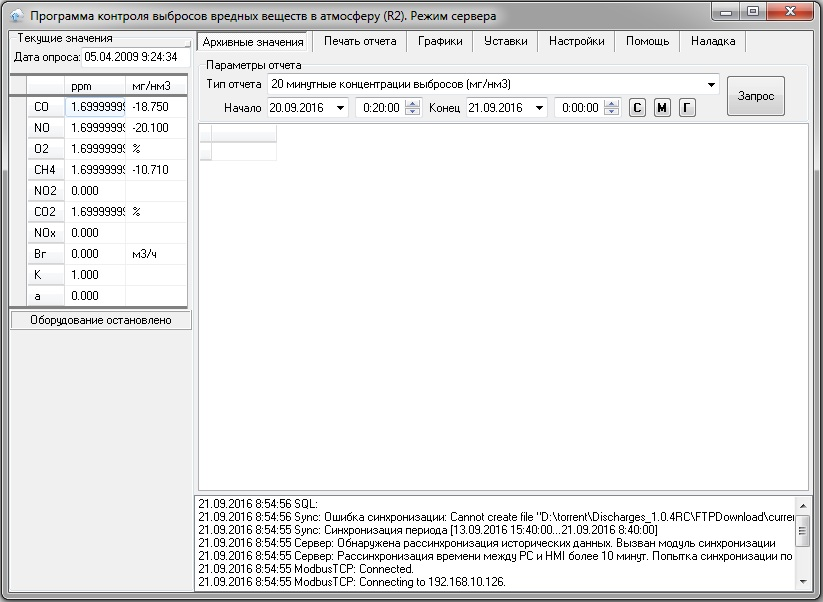 Программа контроля выбросов вредных веществ в атмосферу (R2). Режим сервера
Текущие значения
Дата опроса: 05.04.2009 9:24:34
ppm мг/нм3
CO 1.69999999 -18.750
NO 1.69999999 -20.100
O2 1.69999999 %
CH4 1.69999999 -10.710
NO2 0.000
CO2 1.69999999 %
NOx 0.000
Вг 0.000 м3/ч
K 1.000
a 0.000
Оборудование остановлено
Архивные значения Печать отчета Графики Уставки Настройки Помощь Наладка
Параметры отчета
Тип отчета 20 минутные концентрации выбросов (мг/нм3)
Начало 20.09.2016 0:20:00 Конец 21.09.2016 0:00:00 С М Г
Запрос
21.09.2016 8:54:56 SQL:
21.09.2016 8:54:56 Sync: Ошибка синхронизации: Cannot create file "D:\torrent\Discharges_1.0.4RC\FTPDownload\curre
21.09.2016 8:54:55 Sync: Синхронизация периода [13.09.2016 15:40:00...21.09.2016 8:40:00]
21.09.2016 8:54:55 Сервер: Обнаружена рассинхронизация исторических данных. Вызван модуль синхронизации
21.09.2016 8:54:55 Сервер: Рассинхронизация времени между PC и HMI более 10 минут. Попытка синхронизации по
21.09.2016 8:54:55 ModbusTCP: Connected.
21.09.2016 8:54:55 ModbusTCP: Connecting to 192.168.10.126.